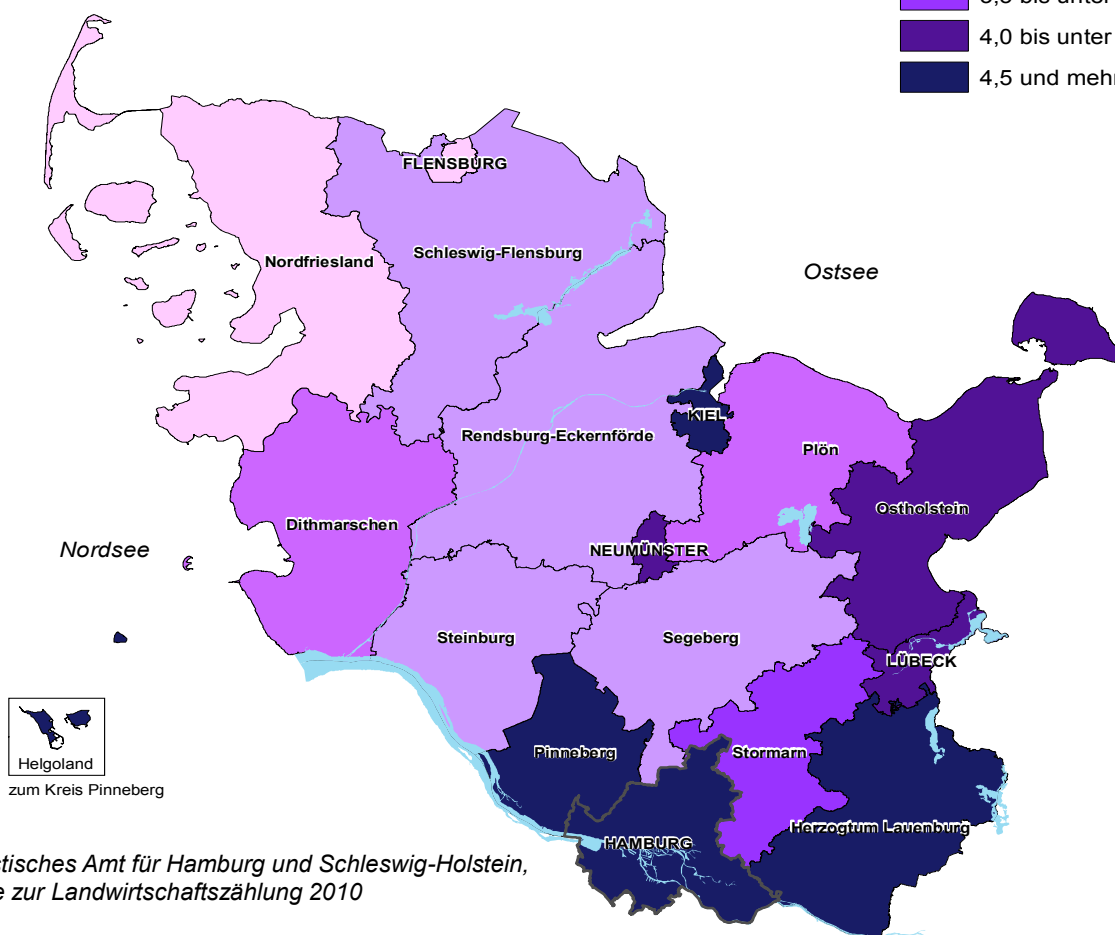 4,0 bis unter
4,5 und mehr
FLENSBURG
Schleswig-Flensburg
Nordfriesland
Ostsee
KIEL
Rendsburg-Eckernförde
Plön
Ostholstein
Dithmarschen
Nordsee
NEUMÜNSTER
Steinburg
Segeberg
LÜBECK
Pinneberg
Stormarn
Helgoland
zum Kreis Pinneberg
Herzogtum Lauenburg
HAMBURG
Amt für Hamburg und Schleswig-Holstein,
zur Landwirtschaftszählung 2010